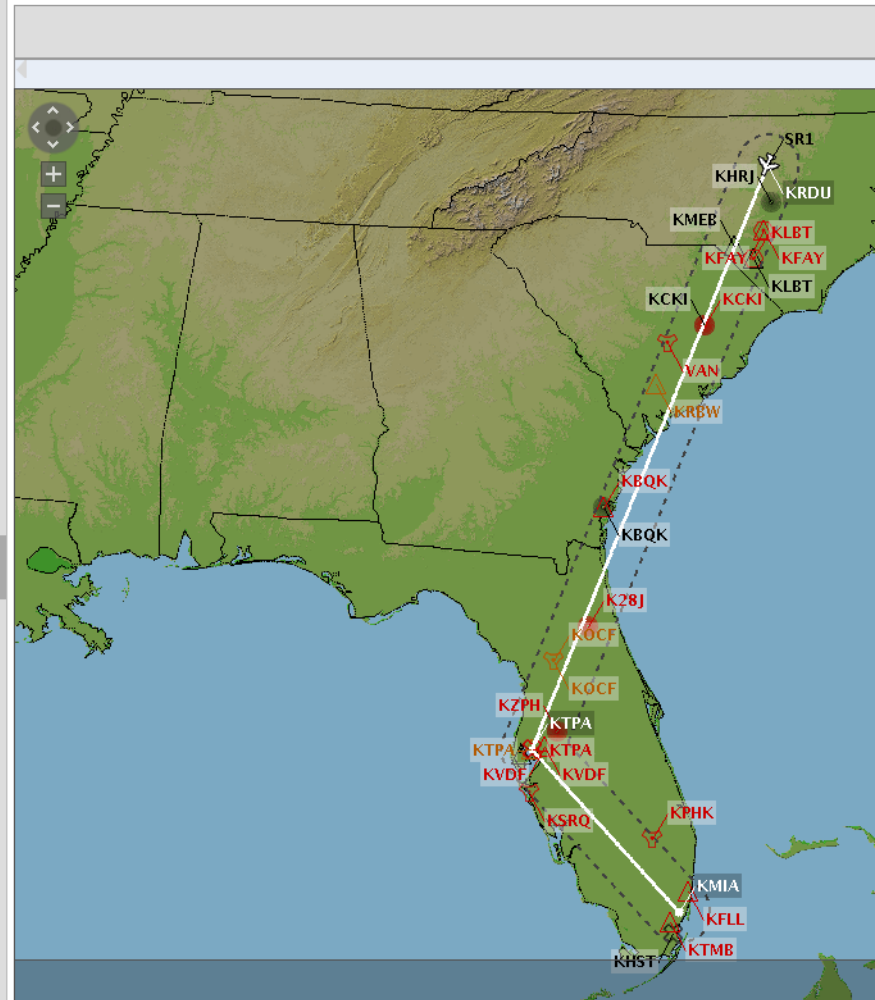 SR1
KHRJ
KRDU
KMEB
KLBT
KFAY
KFAY
KLBT
KCKI
KCKI
VAN
KRBW
KBQK
KBQK
K28J
KOCF
KOCF
KZPH
KTPA
KTPA
KTPA
KVDF
KVDF
KPHK
KSRQ
KMIA
KFLL
KTMB
KHST